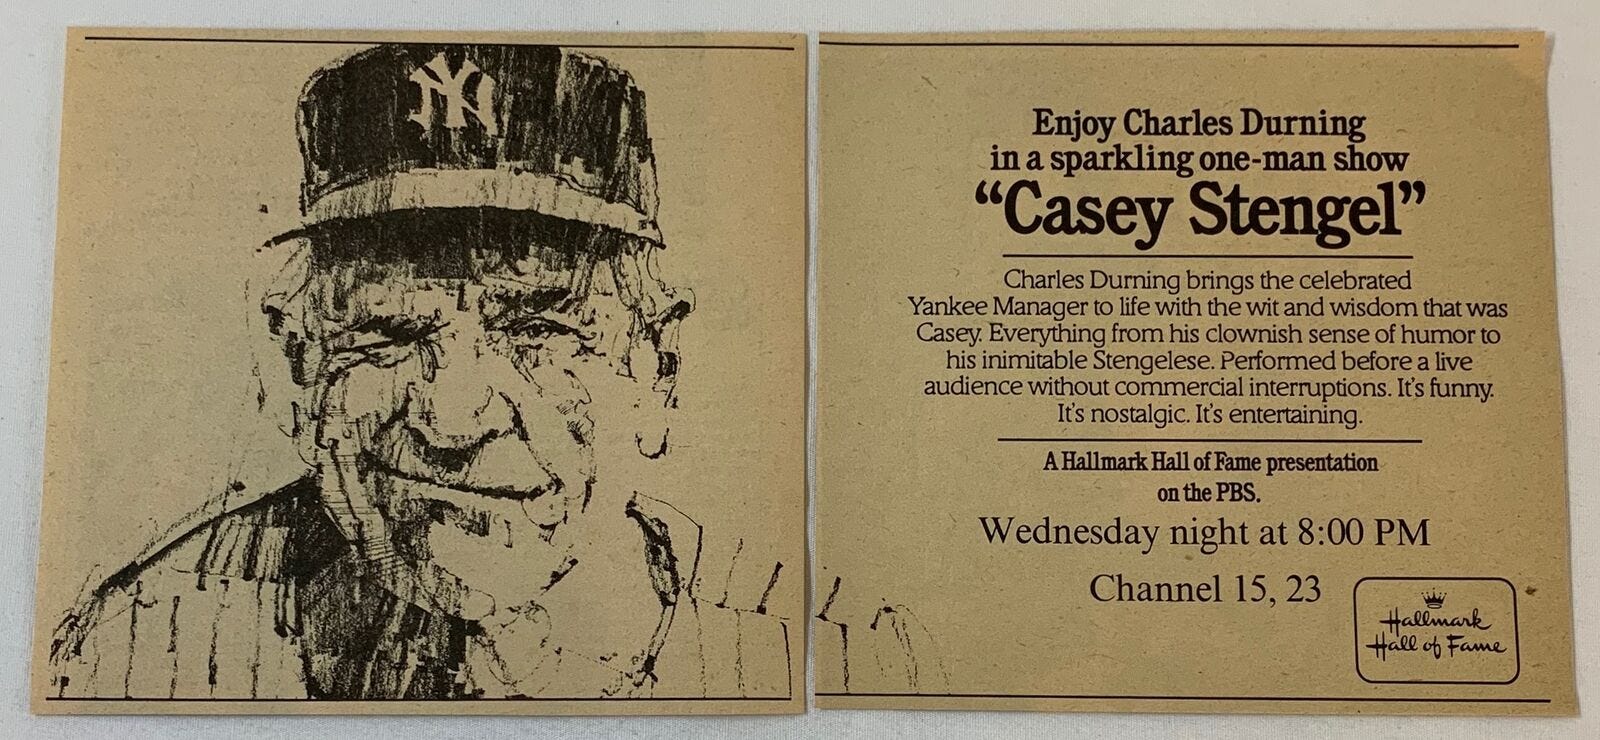 NY
Enjoy Charles Durning
in a sparkling one-man show
“Casey Stengel”
Charles Durning brings the celebrated
Yankee Manager to life with the wit and wisdom that was
Casey. Everything from his clownish sense of humor to
his inimitable Stengelese. Performed before a live
audience without commercial interruptions. It's funny.
It's nostalgic. It's entertaining.
A Hallmark Hall of Fame presentation
on the PBS.
Wednesday night at 8:00 PM
Channel 15, 23
Hallmark
Hall of Fame